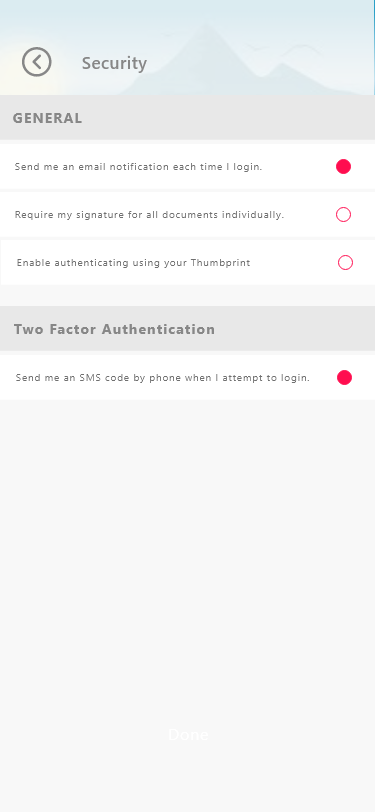 Security
GENERAL
Send me an email notification each time I login.
Require my signature for all documents individually.
Enable authenticating using your Thumbprint
Two Factor Authentication
Send me an SMS code by phone when I attempt to login.
Done